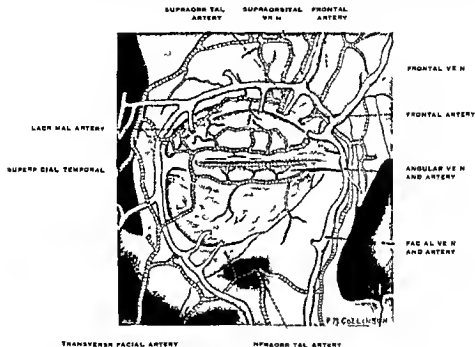 SUPRAORBITAL ARTERY
SUPRAORBITAL VEIN
FRONTAL ARTERY
FRONTAL VEIN
FRONTAL ARTERY
LACRIMAL ARTERY
SUPERFICIAL TEMPORAL
ANGULAR VEIN
AND ARTERY
FACIAL VEIN
AND ARTERY
P M COLLINSON
TRANSVERSE FACIAL ARTERY
INFRAORBITAL ARTERY